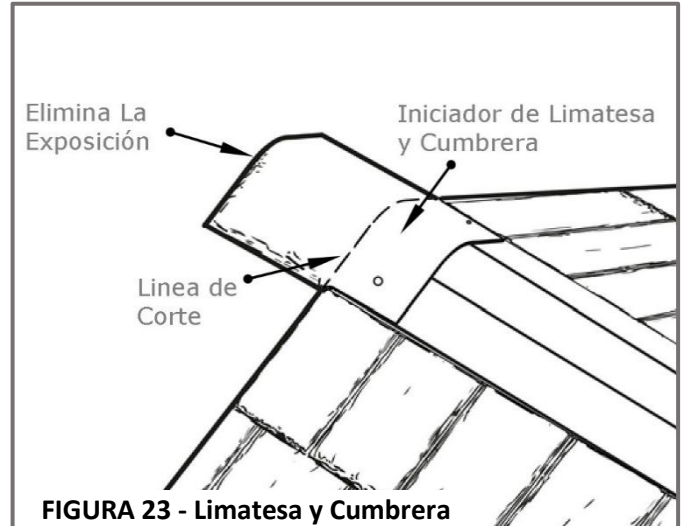 Elimina La
Exposición
Iniciador de Limatesa
y Cumbrera
Linea de
Corte
FIGURA 23 - Limatesa y Cumbrera